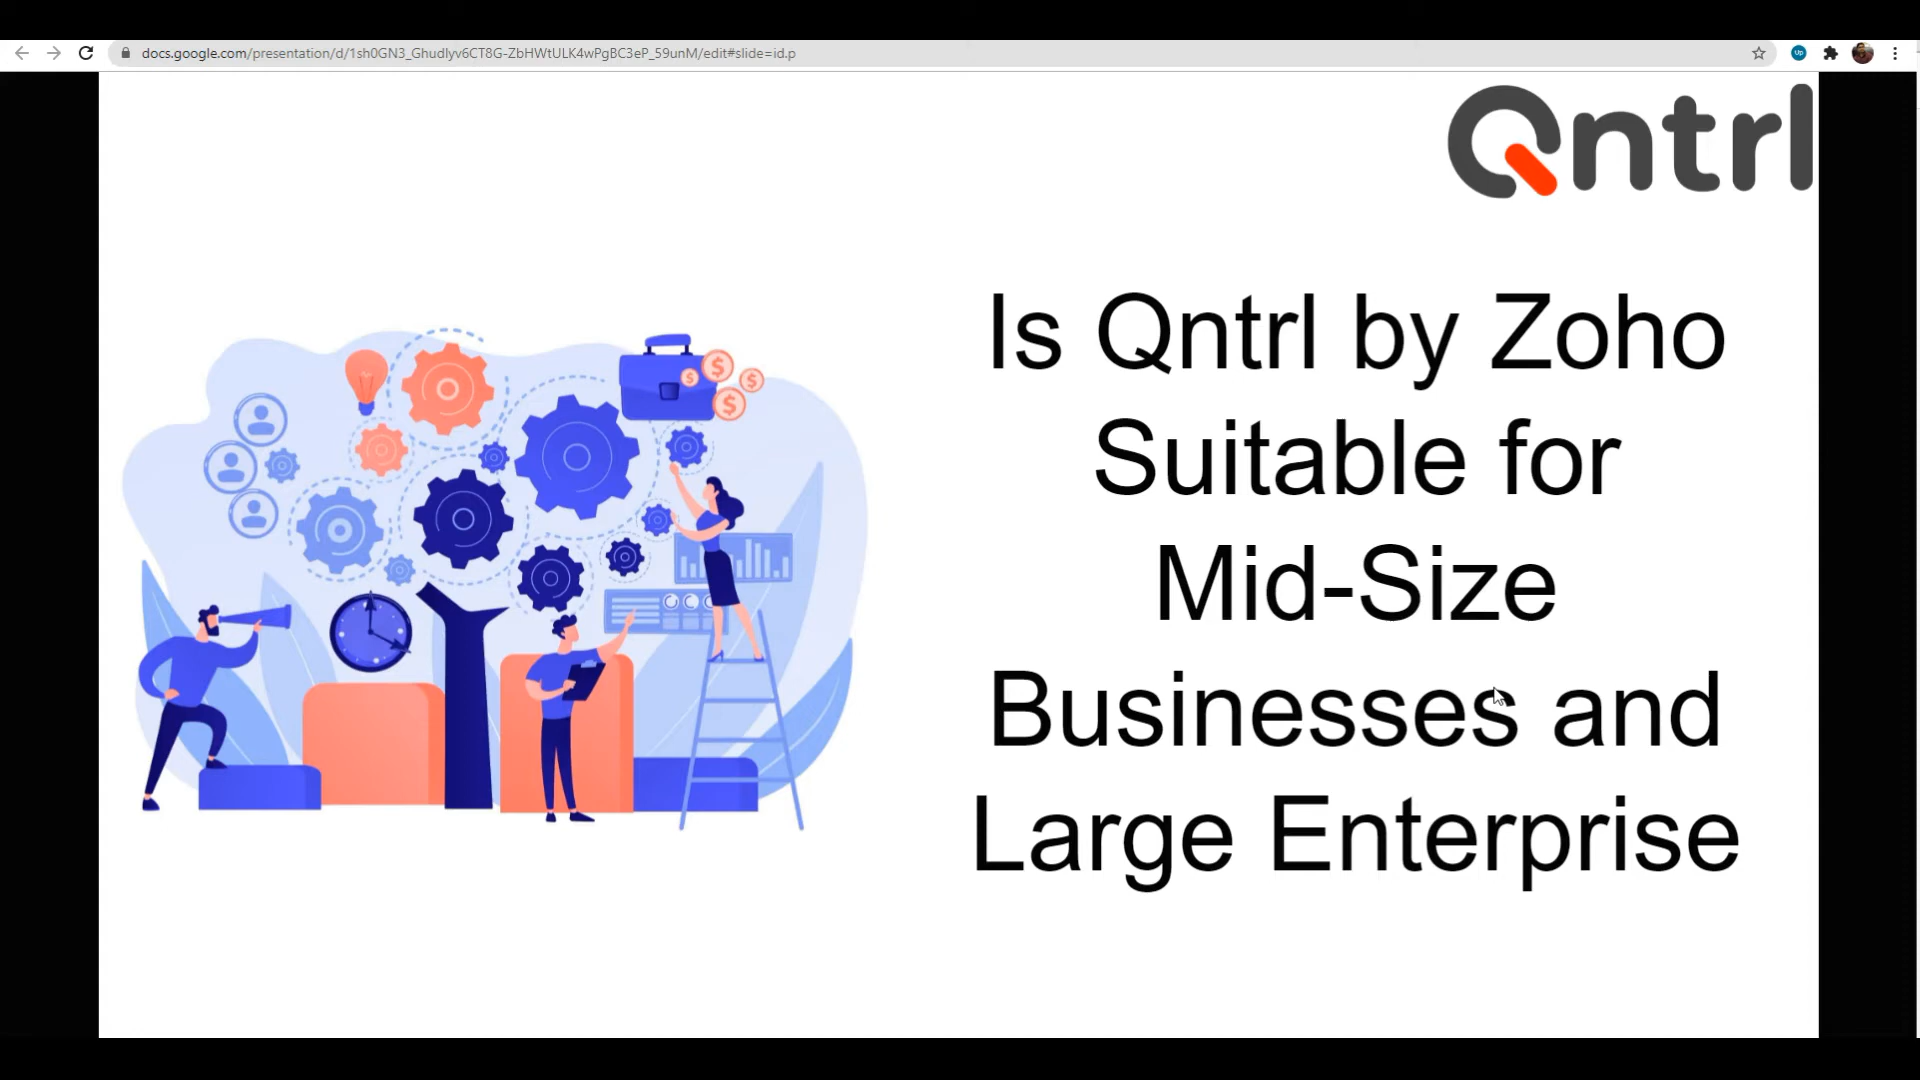 docs.google.com/presentation/d/1sh0GN3_Ghudlyv6CT8G-ZbHWtULK4wPgBC3eP_59unM/edit#slide=id.p
Up
Qntrl
$
$
$
$
Is Qntrl by Zoho
Suitable for
Mid-Size
Businesses and
Large Enterprise